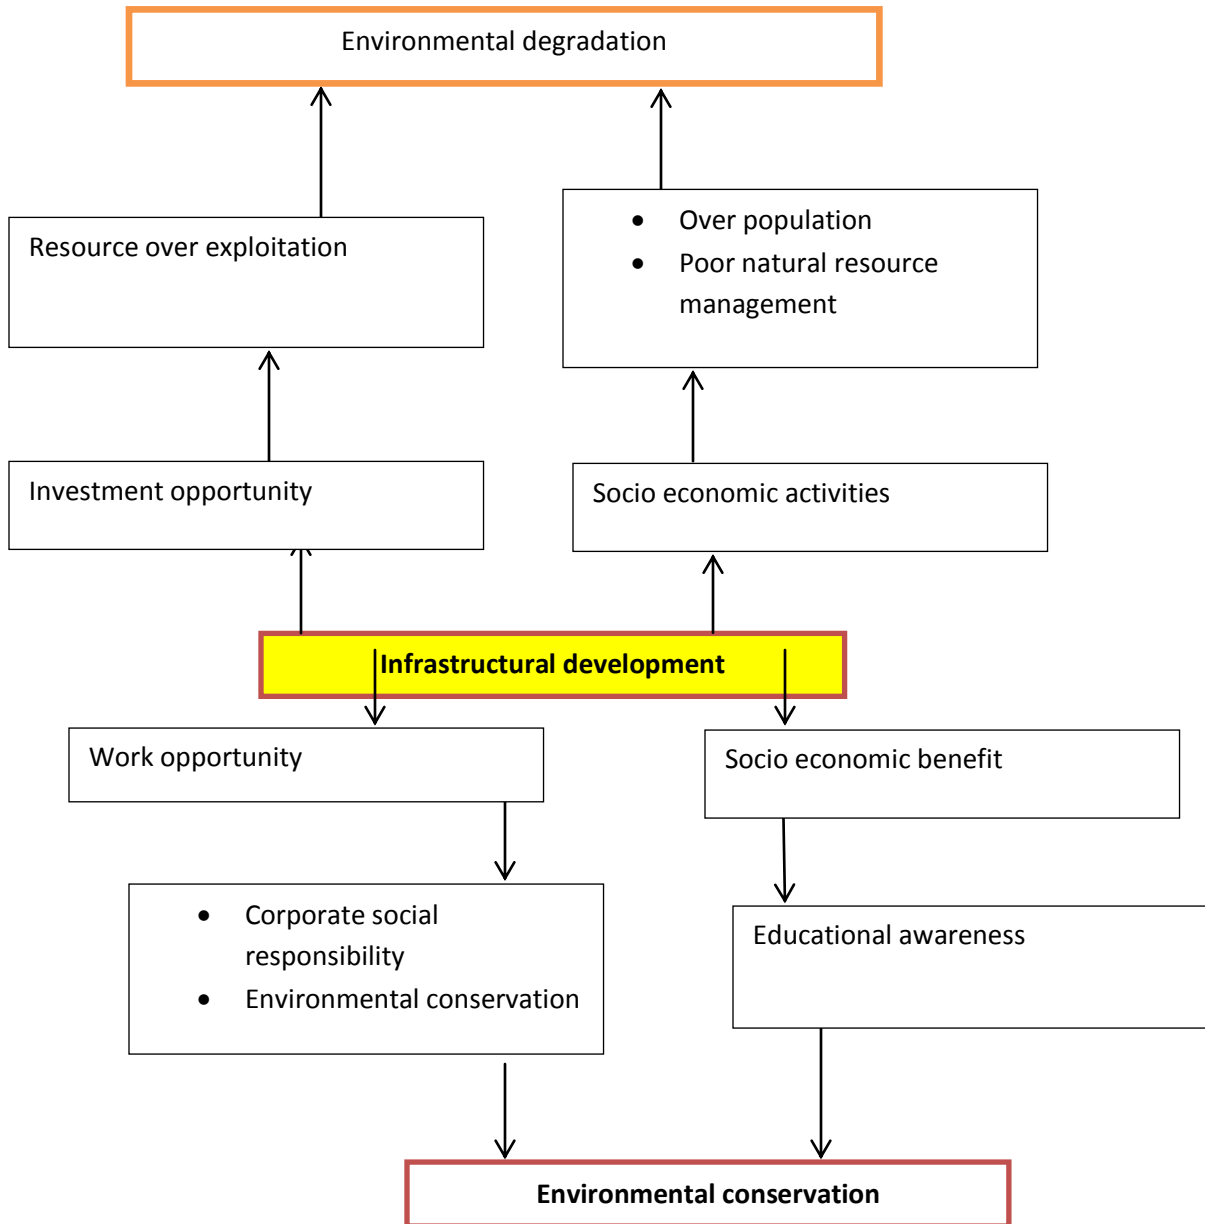 Environmental degradation
Resource over exploitation
• Over population
• Poor natural resource
management
Investment opportunity
Socio economic activities
Infrastructural development
Work opportunity
Socio economic benefit
• Corporate social
responsibility
• Environmental conservation
Educational awareness
Environmental conservation